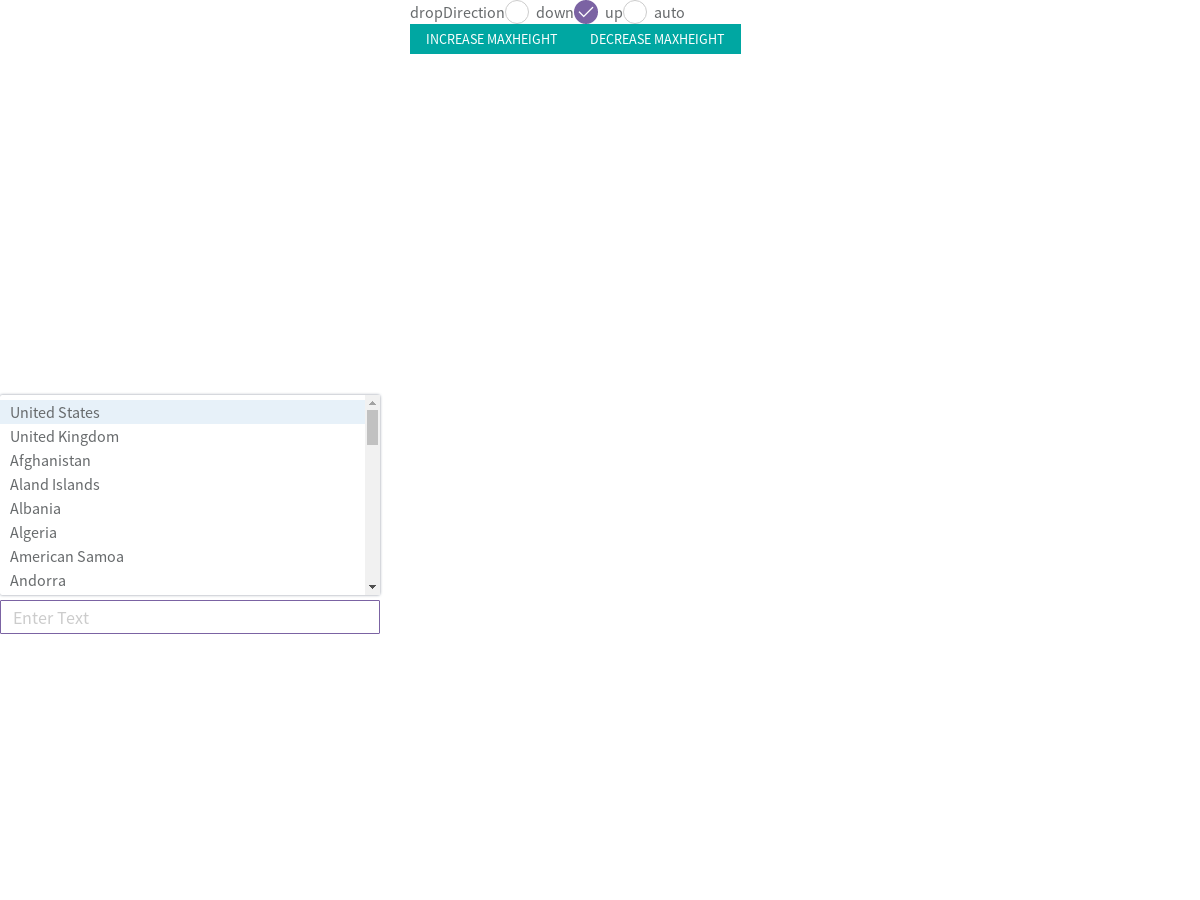 dropDirection down up auto
INCREASE MAXHEIGHT DECREASE MAXHEIGHT
United States
United Kingdom
Afghanistan
Aland Islands
Albania
Algeria
American Samoa
Andorra
Enter Text